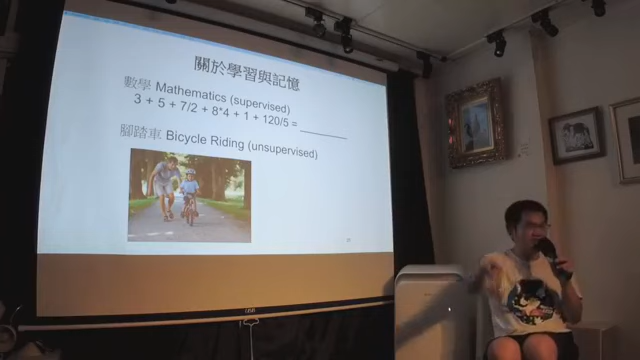 關於學習與記憶
數學 Mathematics (supervised)
3 + 5 + 7/2 + 8*4 + 1 + 120/5 = ________
腳踏車 Bicycle Riding (unsupervised)